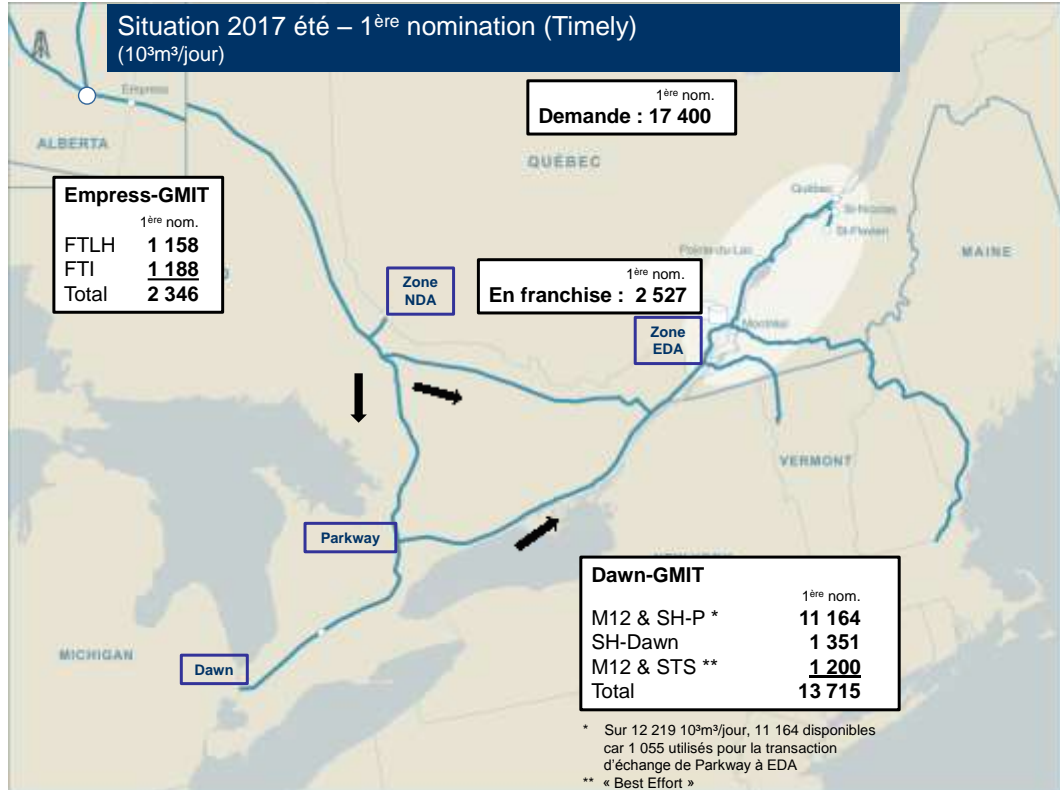 Situation 2017 été – 1ère nomination (Timely)
(10³m³/jour)
Empress
ALBERTA
1ère nom.
Demande : 17 400
QUÉBEC
Empress-GMIT
1ère nom.
FTLH 1 158
FTI 1 188
Total 2 346
Québec
St-Nicolas
St-Flavien
Pointe-du-Lac
MAINE
Zone
NDA
1ère nom.
En franchise : 2 527
Montréal
Zone
EDA
VERMONT
Parkway
NEW YORK
Dawn-GMIT
1ère nom.
M12 & SH-P * 11 164
SH-Dawn 1 351
M12 & STS ** 1 200
Total 13 715
MICHIGAN
Dawn
* Sur 12 219 10³m³/jour, 11 164 disponibles
car 1 055 utilisés pour la transaction
d'échange de Parkway à EDA
** « Best Effort »